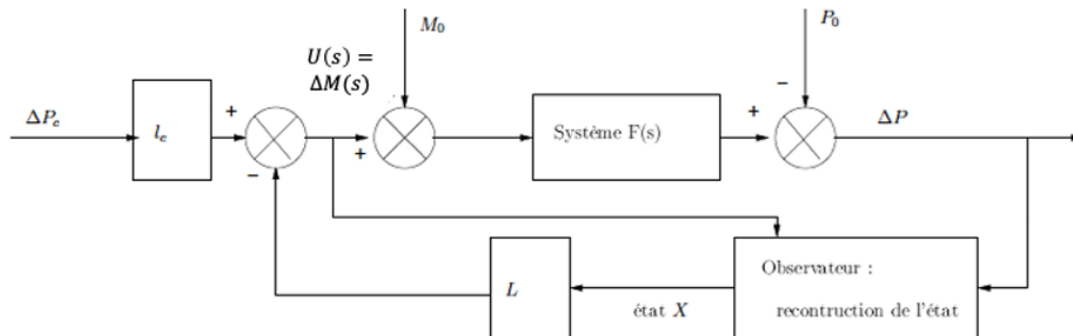 M₀
P₀
U(s) =
ΔM(s)
−
ΔP_c
l_c
+
+
Système F(s)
+
ΔP
−
L
état X
Observateur :
recontruction de l'état